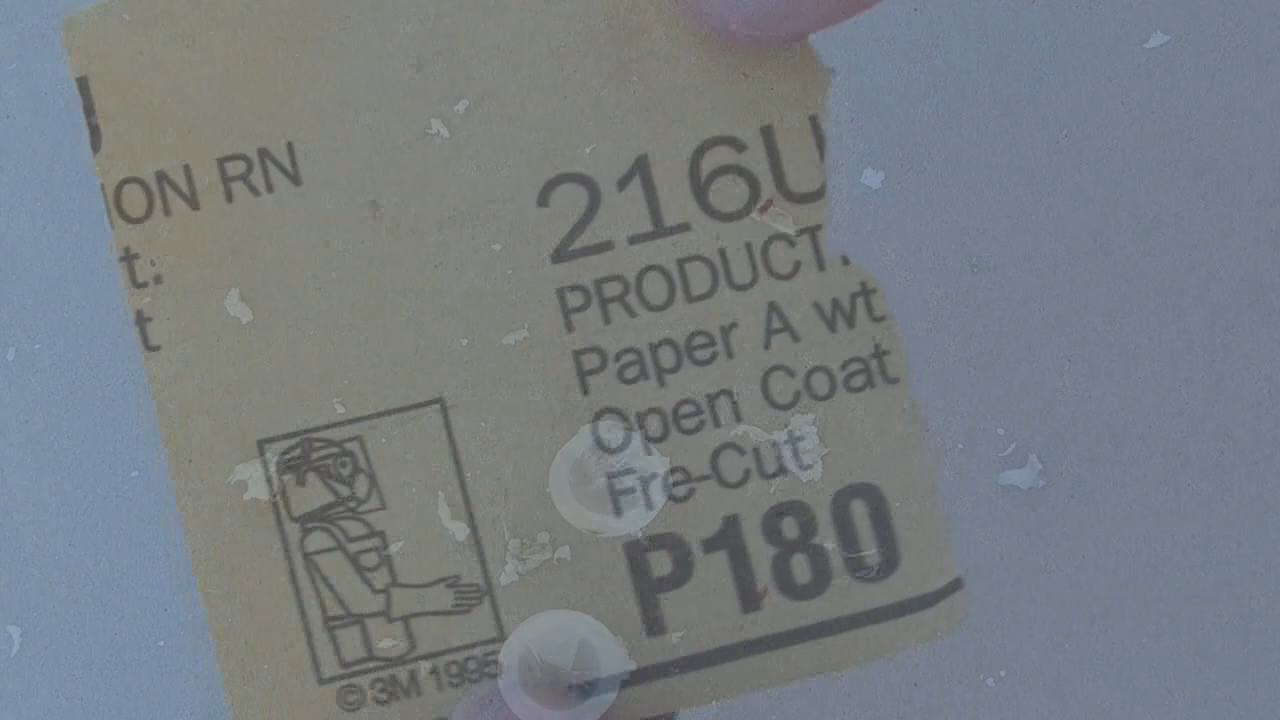 ION RN
t.
t
216U
PRODUCT.
Paper A wt
Open Coat
Fre-Cut
P180
©3M 1995